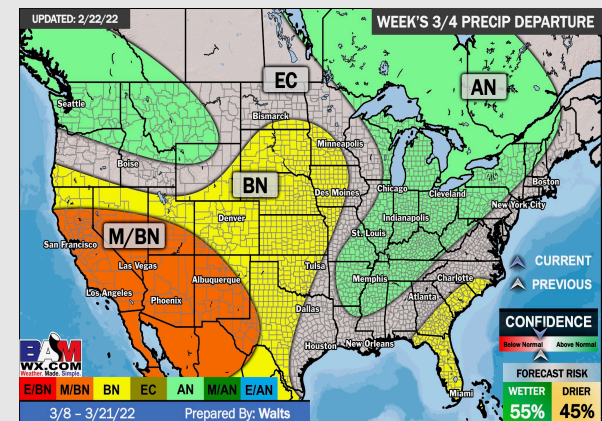 UPDATED: 2/22/22
WEEK'S 3/4 PRECIP DEPARTURE
EC
AN
Seattle
Bismarck
Minneapolis
Boise
BN
Boston
Chicago
Cleveland
Des Moines
New York City
Denver
Indianapolis
M/BN
San Francisco
St. Louis
Las Vegas
CURRENT
Tulsa
Albuquerque
Memphis
Charlotte
PREVIOUS
Los Angeles
Phoenix
Atlanta
Dallas
CONFIDENCE
Houston
New Orleans
Below Normal
Above Normal
BAM
WX.COM
Weather. Made. Simple.
FORECAST RISK
E/BN M/BN BN EC AN M/AN E/AN
Miami
WETTER
DRIER
55%
45%
3/8 – 3/21/22
Prepared By: Walts